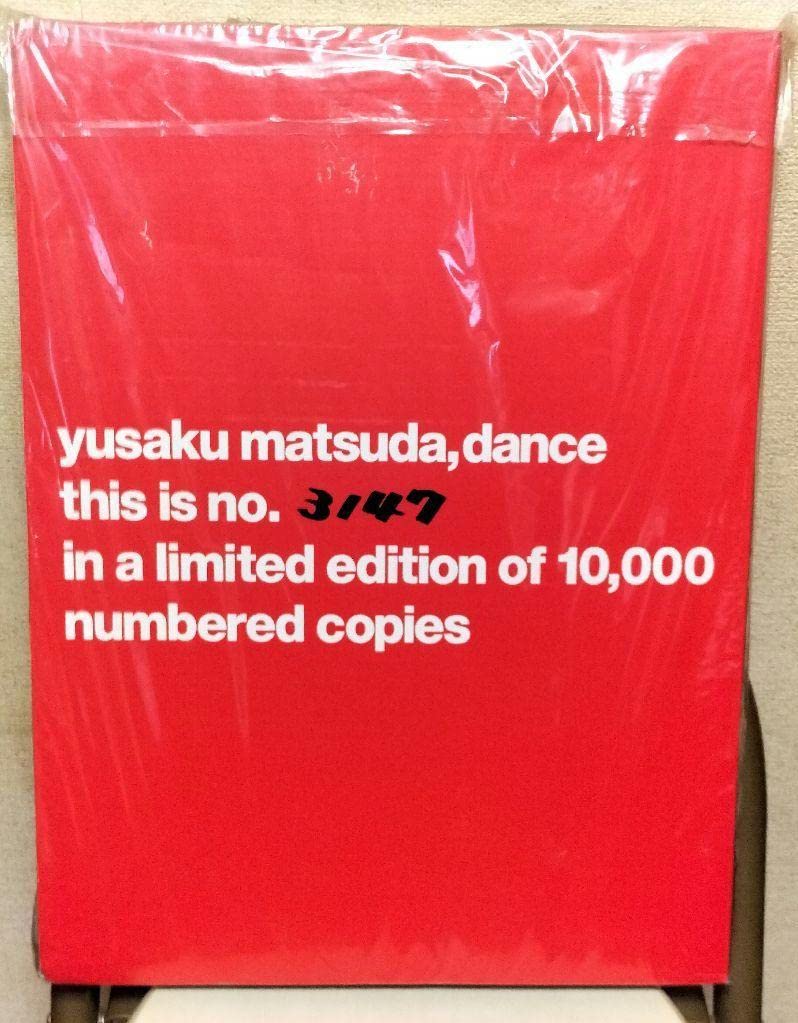 yusaku matsuda,dance
this is no. 3147
in a limited edition of 10,000
numbered copies